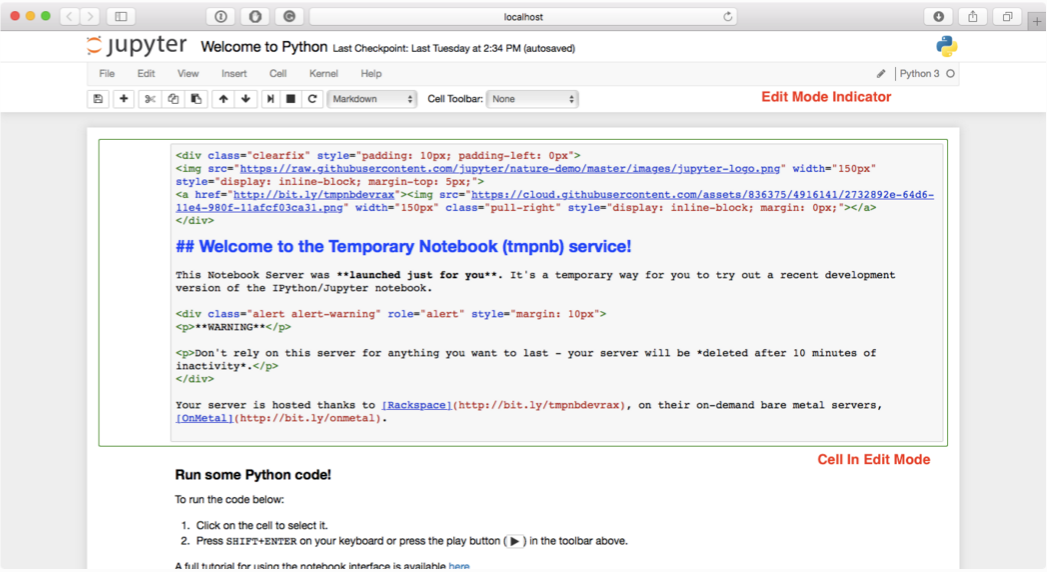 localhost
jupyter Welcome to Python Last Checkpoint: Last Tuesday at 2:34 PM (autosaved)
File Edit View Insert Cell Kernel Help Python 3
Markdown Cell Toolbar: None
Edit Mode Indicator
<div class="clearfix" style="padding: 10px; padding-left: 0px">
<img src="https://raw.githubusercontent.com/jupyter/nature-demo/master/images/jupyter-logo.png" width="150px"
style="display: inline-block; margin-top: 5px;">
<a href="http://bit.ly/tmpnbdevrax"><img src="https://cloud.githubusercontent.com/assets/836375/4916141/2732892e-64d6-
11e4-980f-11afcf03ca31.png" width="150px" class="pull-right" style="display: inline-block; margin: 0px;"></a>
</div>
## Welcome to the Temporary Notebook (tmpnb) service!
This Notebook Server was **launched just for you**. It's a temporary way for you to try out a recent development
version of the IPython/Jupyter notebook.
<div class="alert alert-warning" role="alert" style="margin: 10px">
<p>**WARNING**</p>
<p>Don't rely on this server for anything you want to last - your server will be *deleted after 10 minutes of
inactivity*.</p>
</div>
Your server is hosted thanks to [Rackspace](http://bit.ly/tmpnbdevrax), on their on-demand bare metal servers,
[OnMetal](http://bit.ly/onmetal).
Cell In Edit Mode
Run some Python code!
To run the code below:
1. Click on the cell to select it.
2. Press SHIFT+ENTER on your keyboard or press the play button ( ) in the toolbar above.
A full tutorial for using the notebook interface is available here